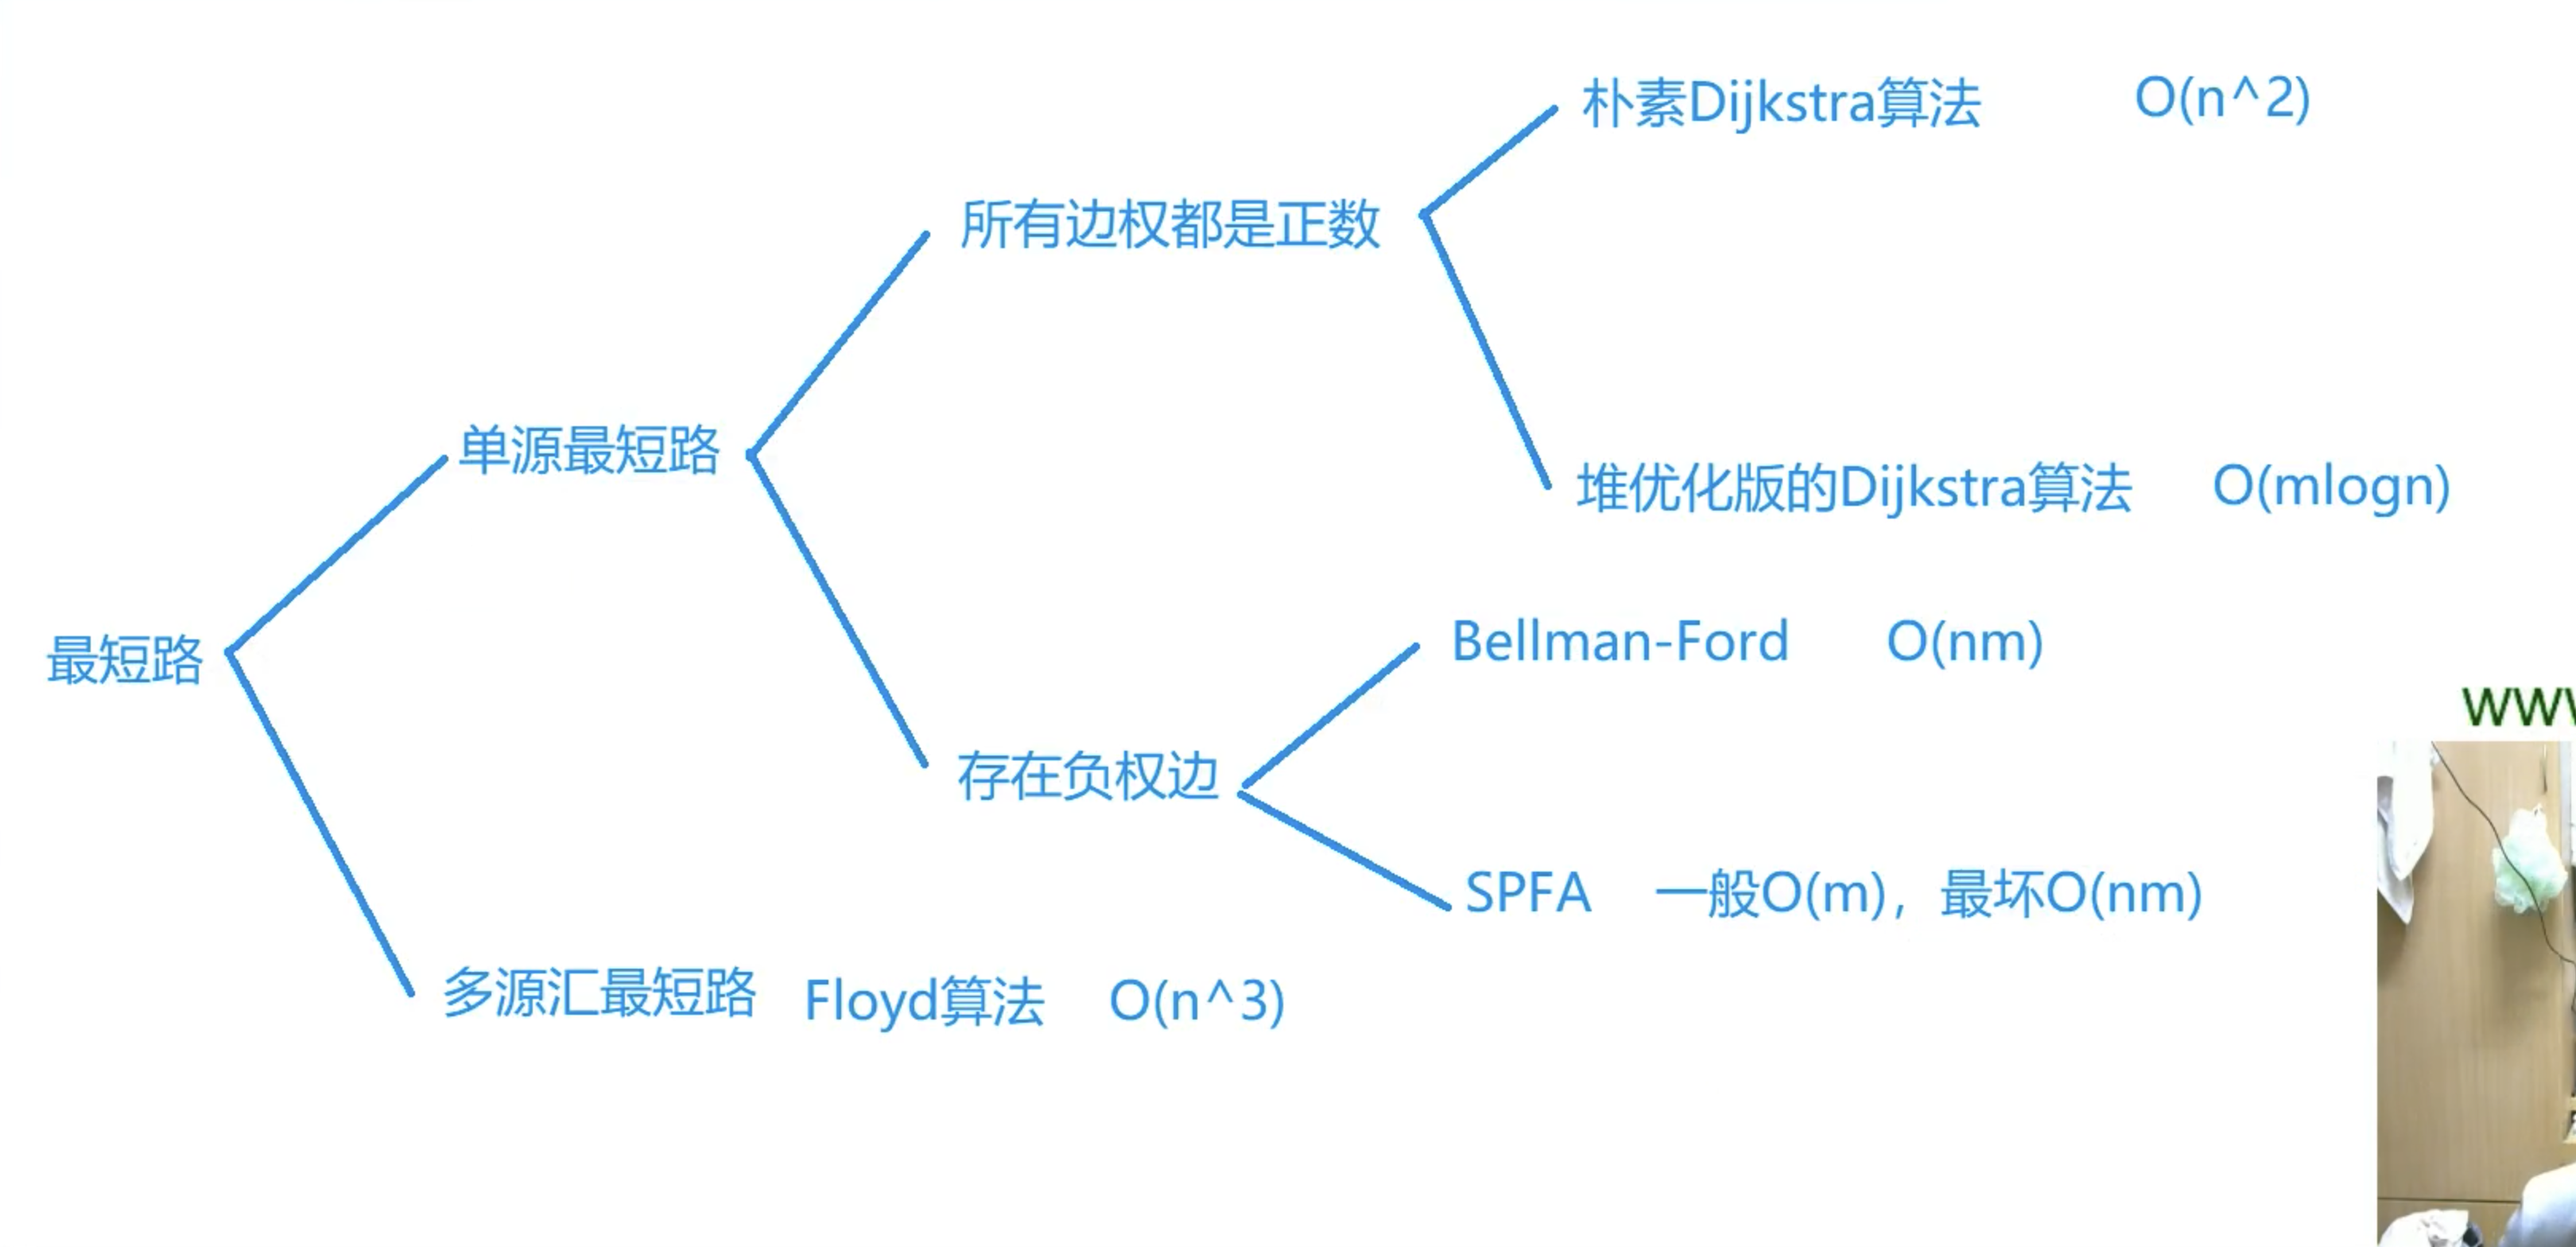 朴素Dijkstra算法 O(n^2)
所有边权都是正数
单源最短路
堆优化版的Dijkstra算法 O(mlogn)
最短路
Bellman-Ford O(nm)
存在负权边
SPFA 一般O(m)，最坏O(nm)
多源汇最短路 Floyd算法 O(n^3)